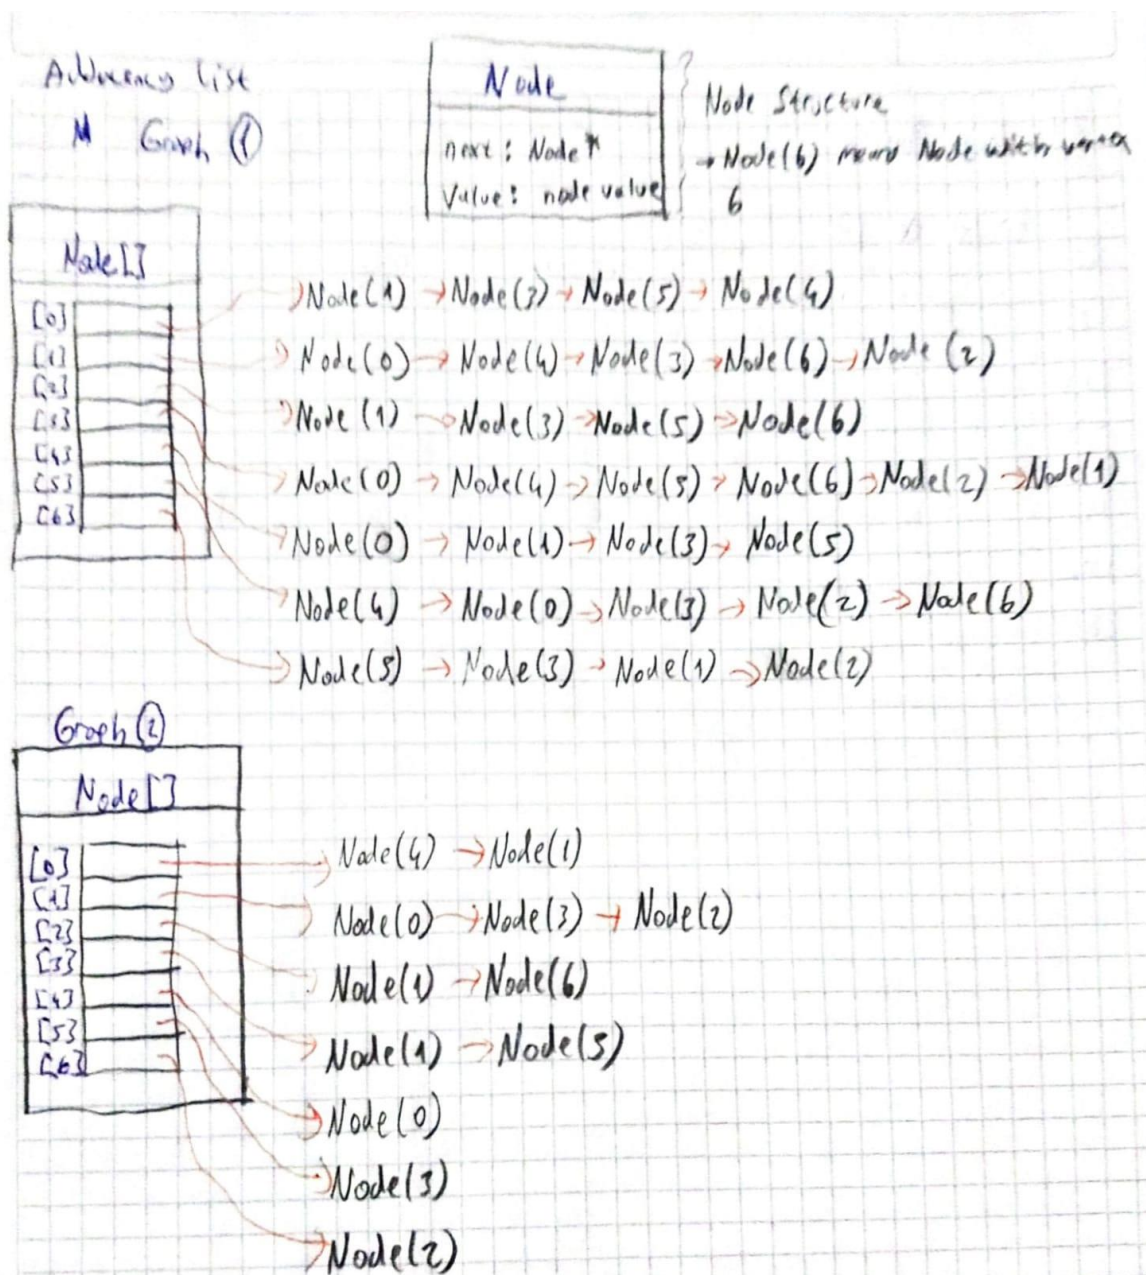 Adjacency list
Graph ①
Node
next: Node*
Value: node value
Node Structure
→ Node(6) means Node with vertex
6
Node[]
[0] → Node(1) → Node(3) → Node(5) → Node(4)
[1] → Node(0) → Node(4) → Node(3) → Node(6) → Node(2)
[2] → Node(1) → Node(3) → Node(5) → Node(6)
[3] → Node(0) → Node(4) → Node(5) → Node(6) → Node(2) → Node(1)
[4] → Node(0) → Node(1) → Node(3) → Node(5)
[5] → Node(4) → Node(0) → Node(3) → Node(2) → Node(6)
[6] → Node(5) → Node(3) → Node(1) → Node(2)
Graph ②
Node[]
[0] → Node(4) → Node(1)
[1] → Node(0) → Node(3) → Node(2)
[2] → Node(1) → Node(6)
[3] → Node(1) → Node(5)
[4] → Node(0)
[5] → Node(3)
[6] → Node(2)